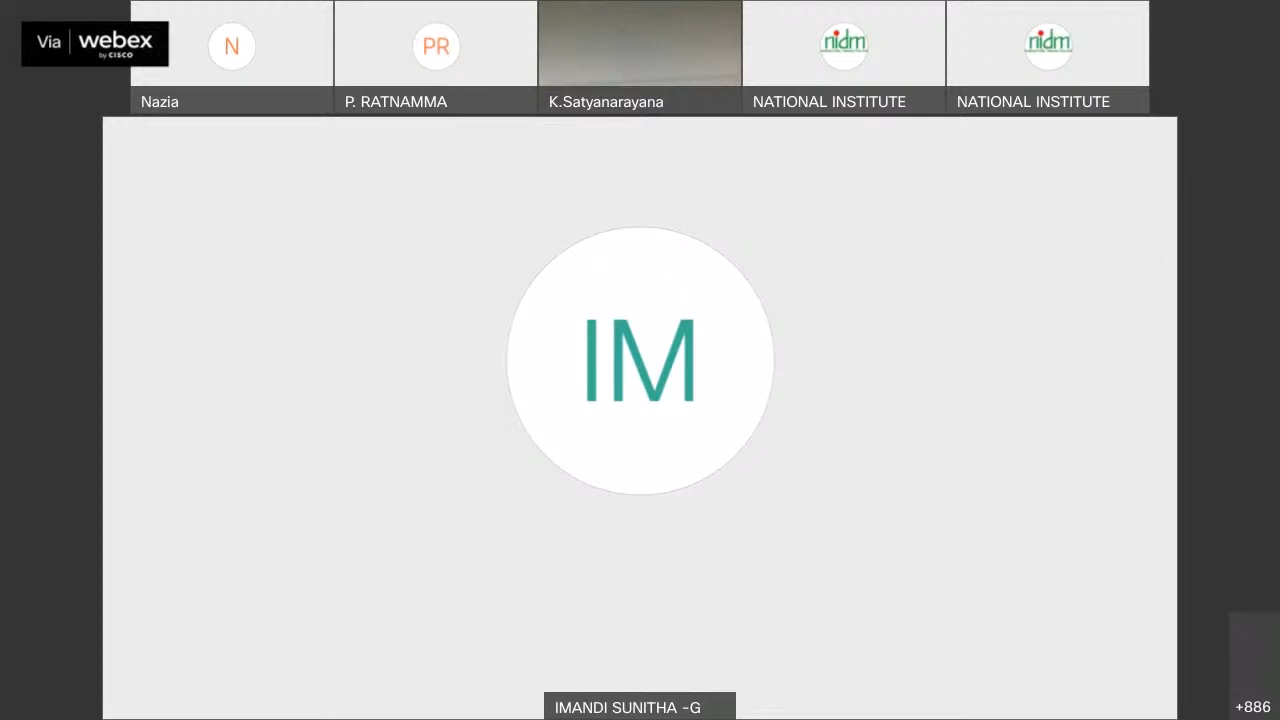 Via webex
by CISCO
N
PR
nidm
nidm
Nazia
P. RATNAMMA
K.Satyanarayana
NATIONAL INSTITUTE
NATIONAL INSTITUTE
IM
IMANDI SUNITHA -G
+886